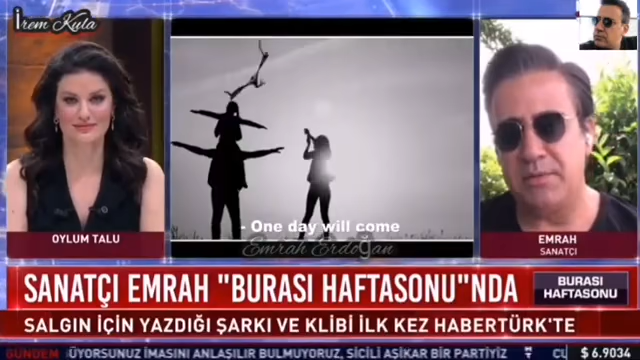 İrem Kula
- One day will come
Emrah Erdoğan
OYLUM TALU
EMRAH
SANATÇI
SANATÇI EMRAH "BURASI HAFTASONU"NDA
BURASI
HAFTASONU
SALGIN İÇİN YAZDIĞI ŞARKI VE KLİBİ İLK KEZ HABERTÜRK'TE
GÜNDEM
ÜYORSUNUZ İMASINI ANLAŞILIR BULMUYORUZ, SİCİLİ AŞİKAR BİR PARTİYİZ
$ 6,9034